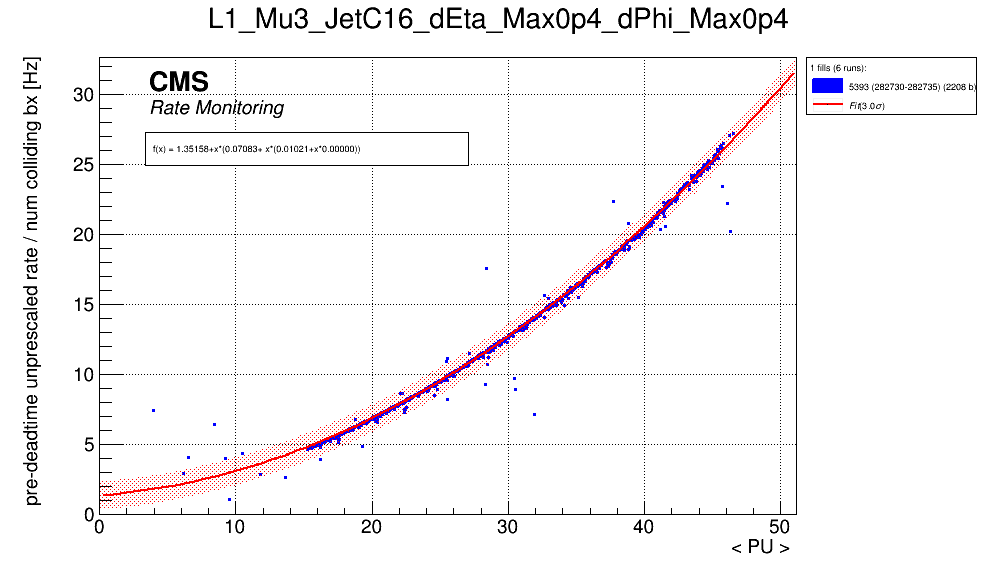 L1_Mu3_JetC16_dEta_Max0p4_dPhi_Max0p4
pre-deadtime unprescaled rate / num colliding bx [Hz]
CMS
Rate Monitoring
f(x) = 1.35158+x*(0.07083+ x*(0.01021+x*0.00000))
1 fills (6 runs):
5393 (282730-282735) (2208 b)
Fit(3.0σ)
30
25
20
15
10
5
0
0 10 20 30 40 50
< PU >